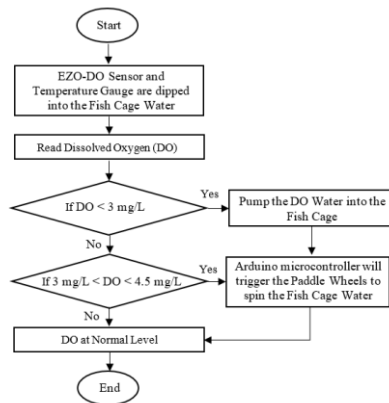 Start
EZO-DO Sensor and
Temperature Gauge are dipped
into the Fish Cage Water
Read Dissolved Oxygen (DO)
If DO < 3 mg/L
Yes
Pump the DO Water into the
Fish Cage
No
If 3 mg/L < DO < 4.5 mg/L
Yes
Arduino microcontroller will
trigger the Paddle Wheels to
spin the Fish Cage Water
No
DO at Normal Level
End